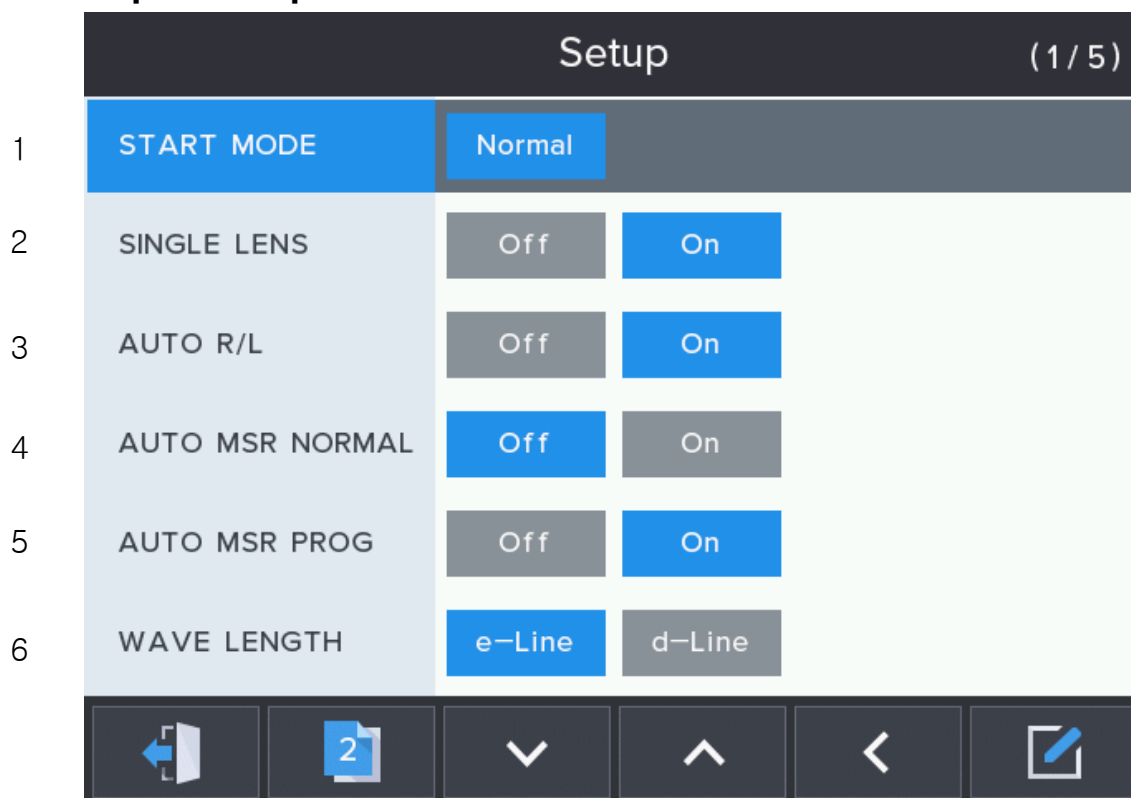 Setup (1/5)
1 START MODE Normal
2 SINGLE LENS Off On
3 AUTO R/L Off On
4 AUTO MSR NORMAL Off On
5 AUTO MSR PROG Off On
6 WAVE LENGTH e-Line d-Line
2